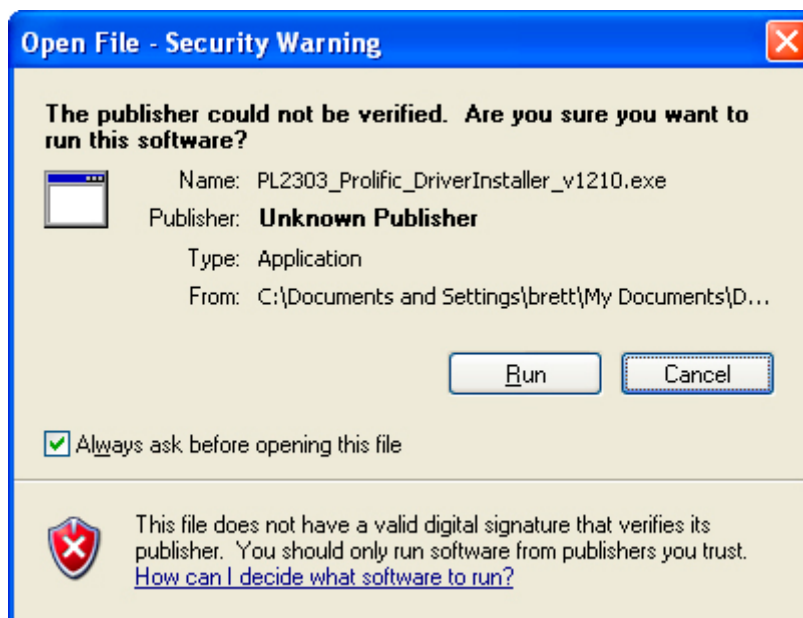 Open File - Security Warning
The publisher could not be verified.  Are you sure you want to
run this software?
Name: PL2303_Prolific_DriverInstaller_v1210.exe
Publisher: Unknown Publisher
Type: Application
From: C:\Documents and Settings\brett\My Documents\D...
Run Cancel
Always ask before opening this file
This file does not have a valid digital signature that verifies its
publisher.  You should only run software from publishers you trust.
How can I decide what software to run?